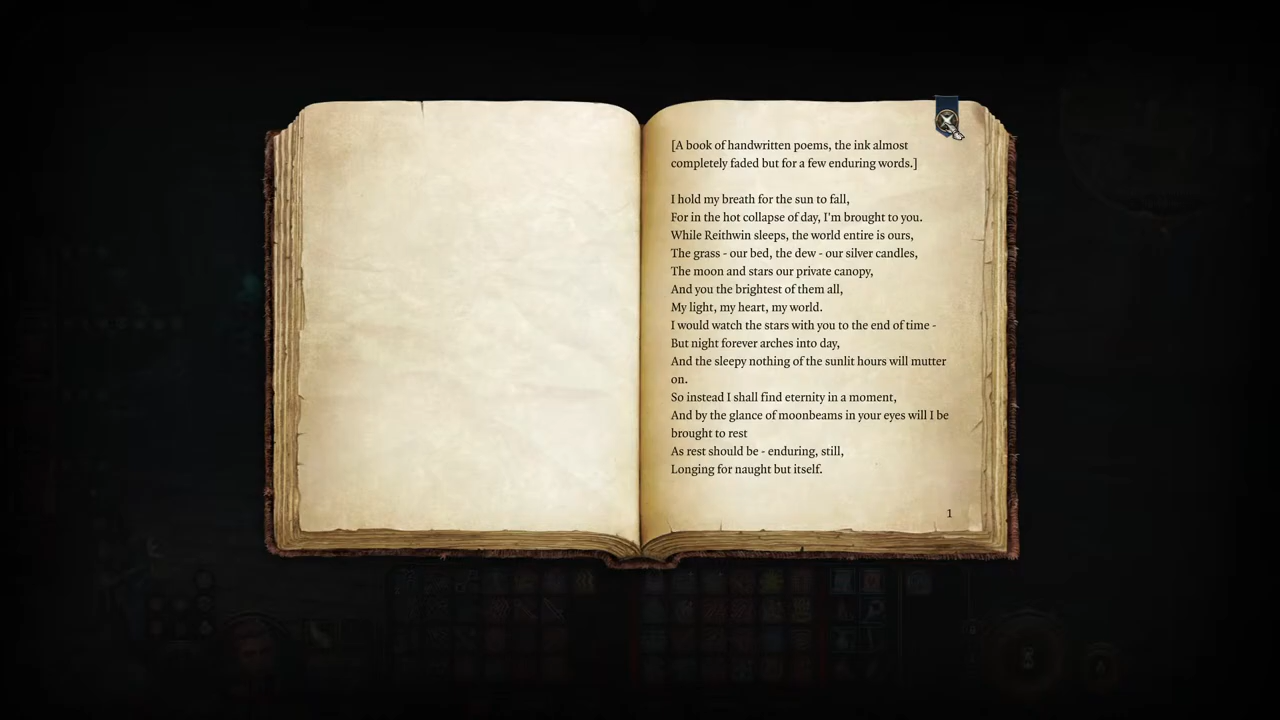 [A book of handwritten poems, the ink almost
completely faded but for a few enduring words.]
I hold my breath for the sun to fall,
For in the hot collapse of day, I'm brought to you.
While Reithwin sleeps, the world entire is ours,
The grass - our bed, the dew - our silver candles,
The moon and stars our private canopy,
And you the brightest of them all,
My light, my heart, my world.
I would watch the stars with you to the end of time -
But night forever arches into day,
And the sleepy nothing of the sunlit hours will mutter
on.
So instead I shall find eternity in a moment,
And by the glance of moonbeams in your eyes will I be
brought to rest
As rest should be - enduring, still,
Longing for naught but itself.
1